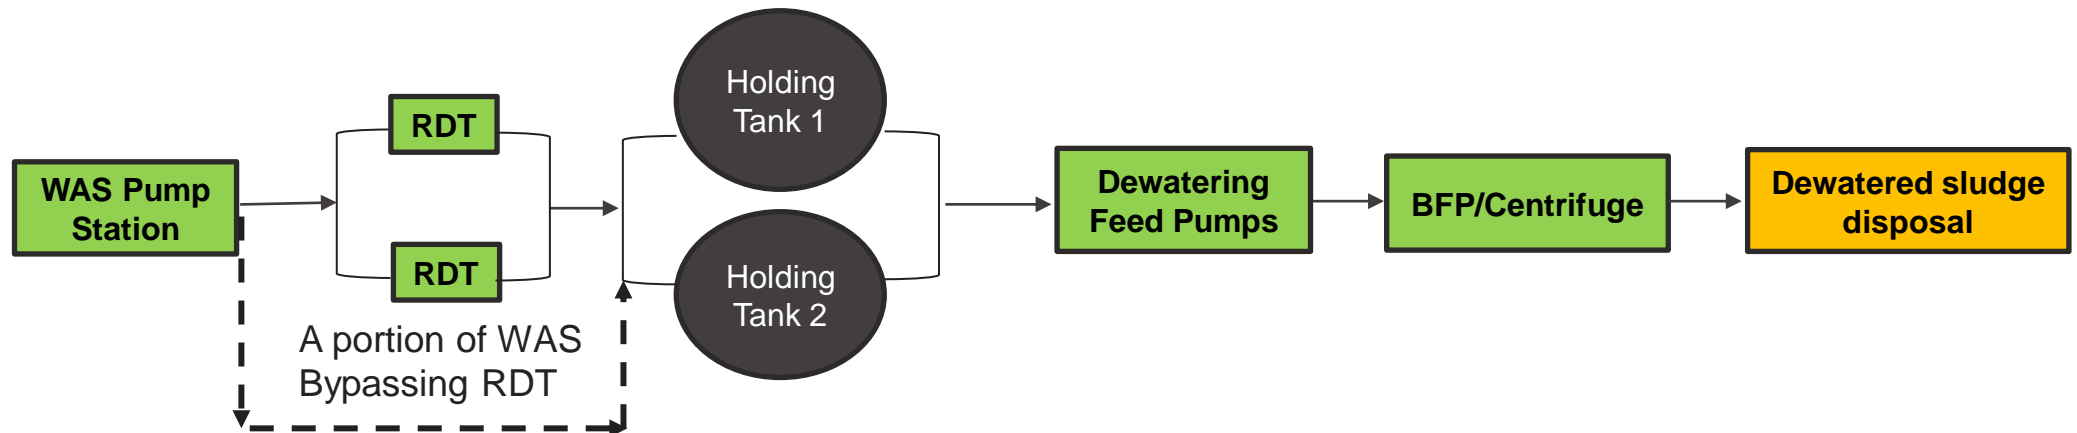 WAS Pump
Station
RDT
RDT
A portion of WAS
Bypassing RDT
Holding
Tank 1
Holding
Tank 2
Dewatering
Feed Pumps
BFP/Centrifuge
Dewatered sludge
disposal